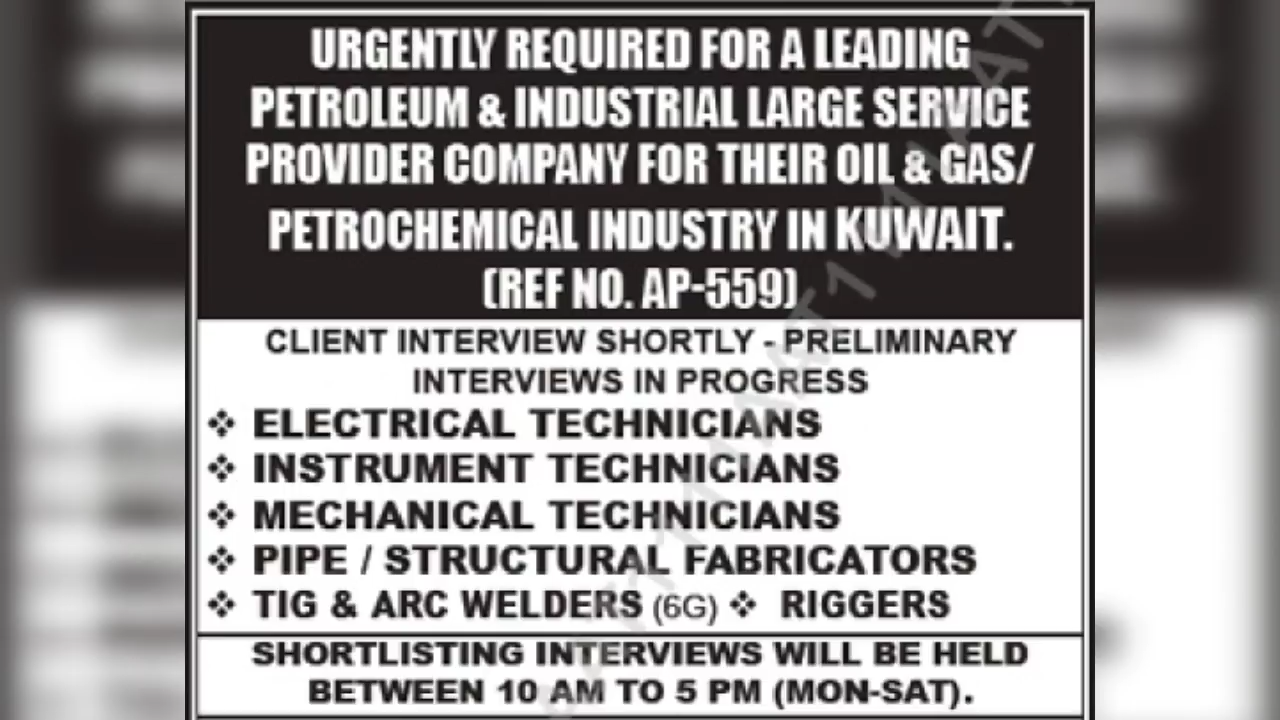 URGENTLY REQUIRED FOR A LEADING
PETROLEUM & INDUSTRIAL LARGE SERVICE
PROVIDER COMPANY FOR THEIR OIL & GAS/
PETROCHEMICAL INDUSTRY IN KUWAIT.
(REF NO. AP-559)
CLIENT INTERVIEW SHORTLY - PRELIMINARY
INTERVIEWS IN PROGRESS
❖ ELECTRICAL TECHNICIANS
❖ INSTRUMENT TECHNICIANS
❖ MECHANICAL TECHNICIANS
❖ PIPE / STRUCTURAL FABRICATORS
❖ TIG & ARC WELDERS (6G) ❖ RIGGERS
SHORTLISTING INTERVIEWS WILL BE HELD
BETWEEN 10 AM TO 5 PM (MON-SAT).